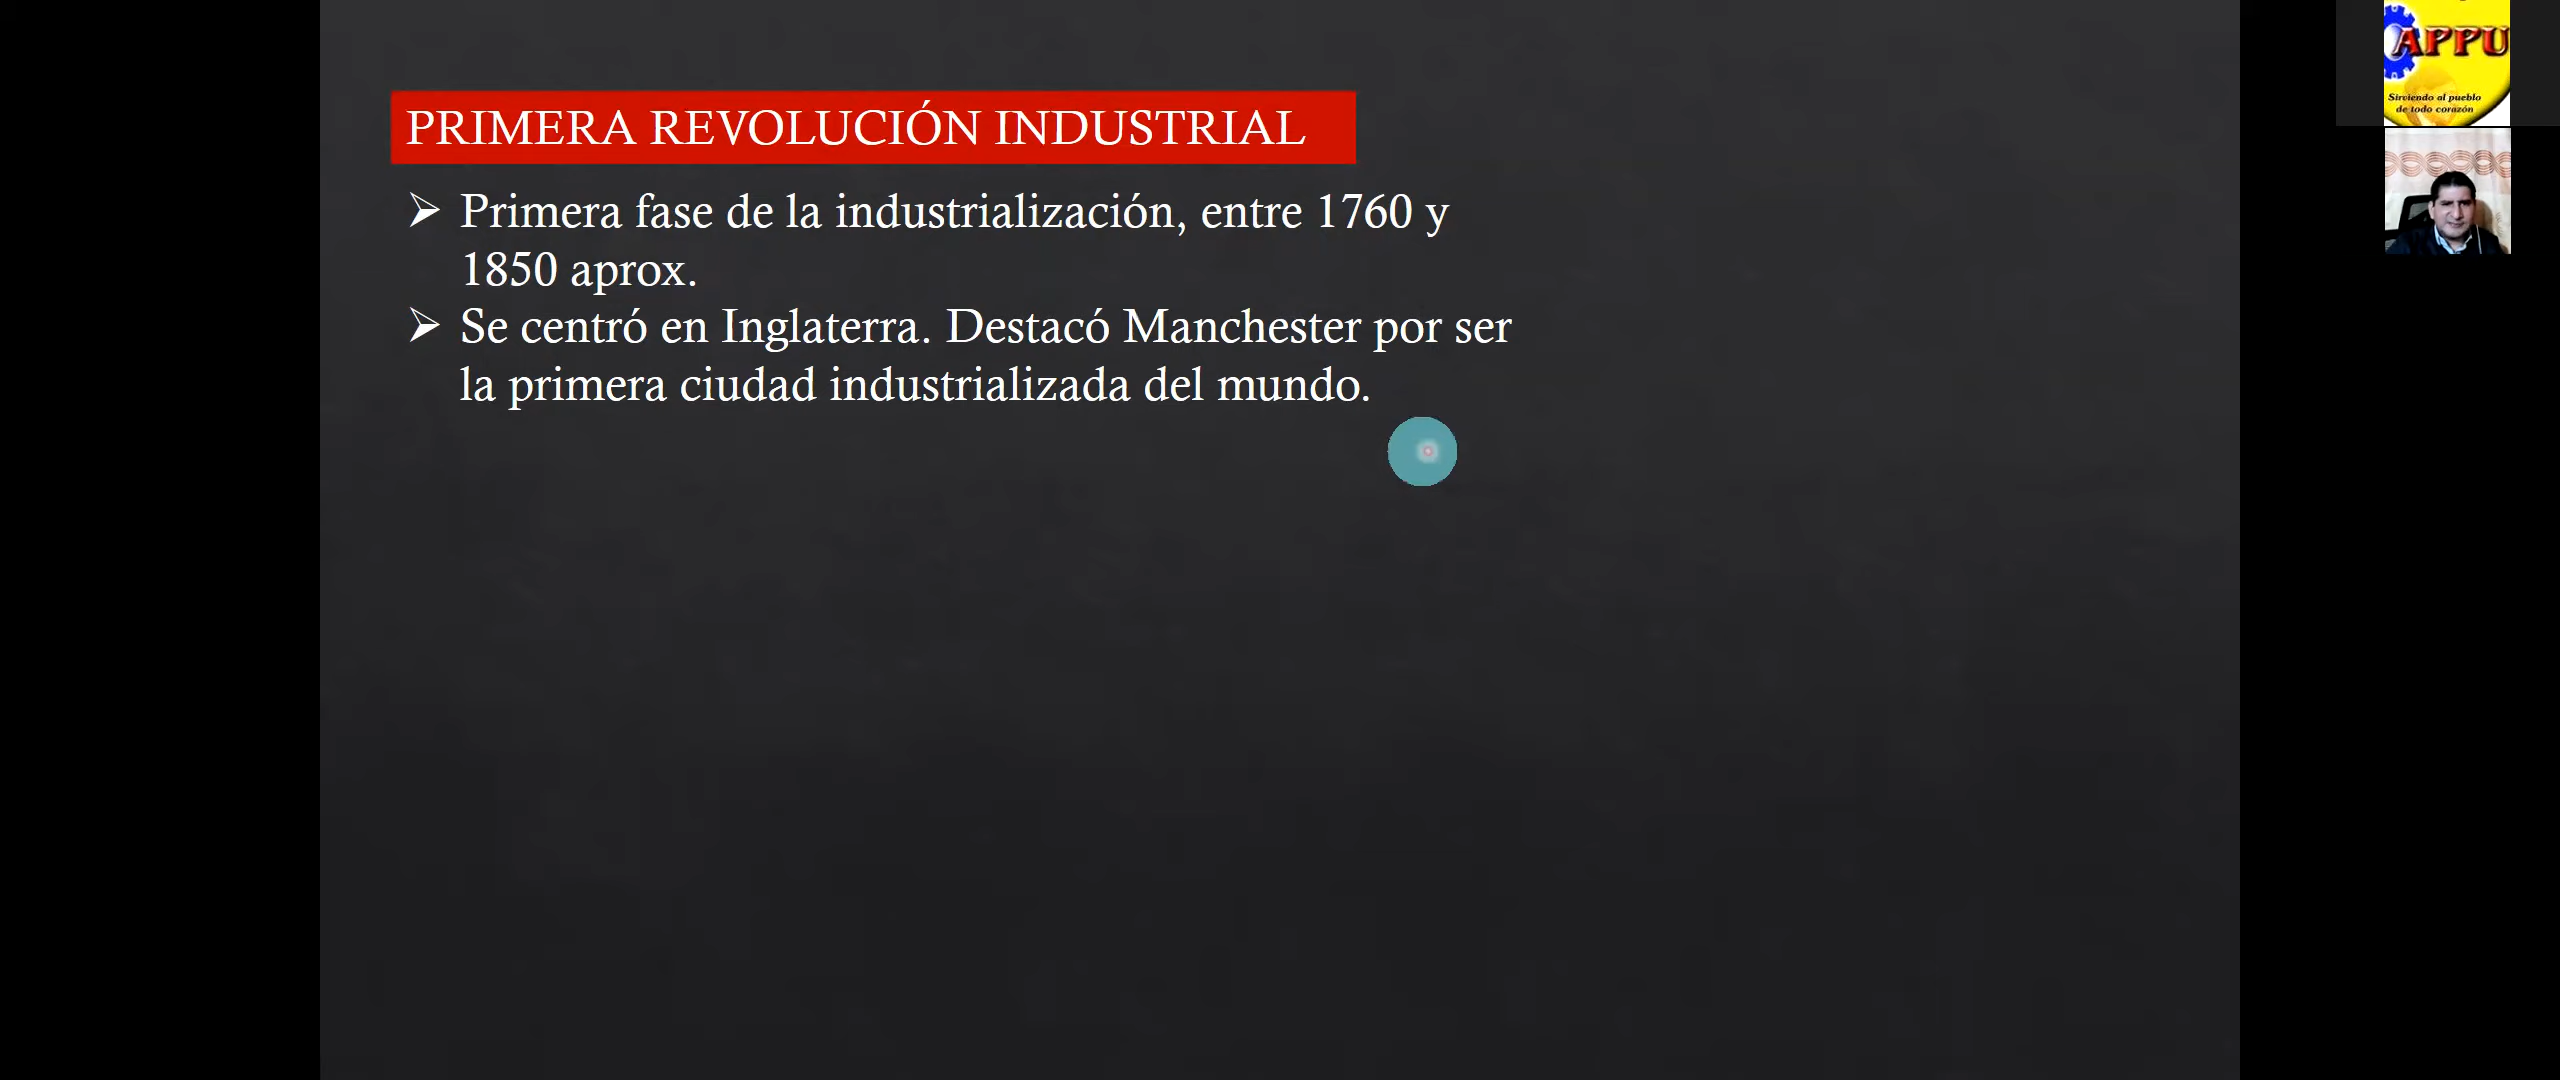 PRIMERA REVOLUCIÓN INDUSTRIAL
➢ Primera fase de la industrialización, entre 1760 y
1850 aprox.
➢ Se centró en Inglaterra. Destacó Manchester por ser
la primera ciudad industrializada del mundo.
APPU
Sirviendo al pueblo
de todo corazón